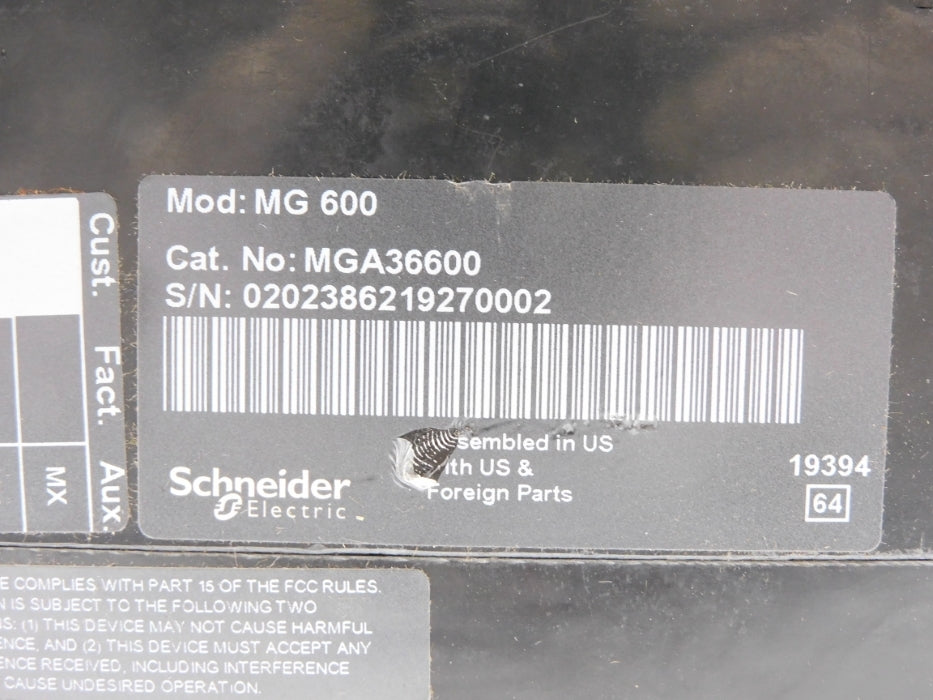 Mod: MG 600
Cat. No: MGA36600
S/N: 0202386219270002
sembled in US
ith US &
Foreign Parts
Schneider
Electric
19394
64
Cust.
Fact.
Aux.
MX
E COMPLIES WITH PART 15 OF THE FCC RULES.
N IS SUBJECT TO THE FOLLOWING TWO
S: (1) THIS DEVICE MAY NOT CAUSE HARMFUL
ENCE, AND (2) THIS DEVICE MUST ACCEPT ANY
ENCE RECEIVED, INCLUDING INTERFERENCE
CAUSE UNDESIRED OPERATION.